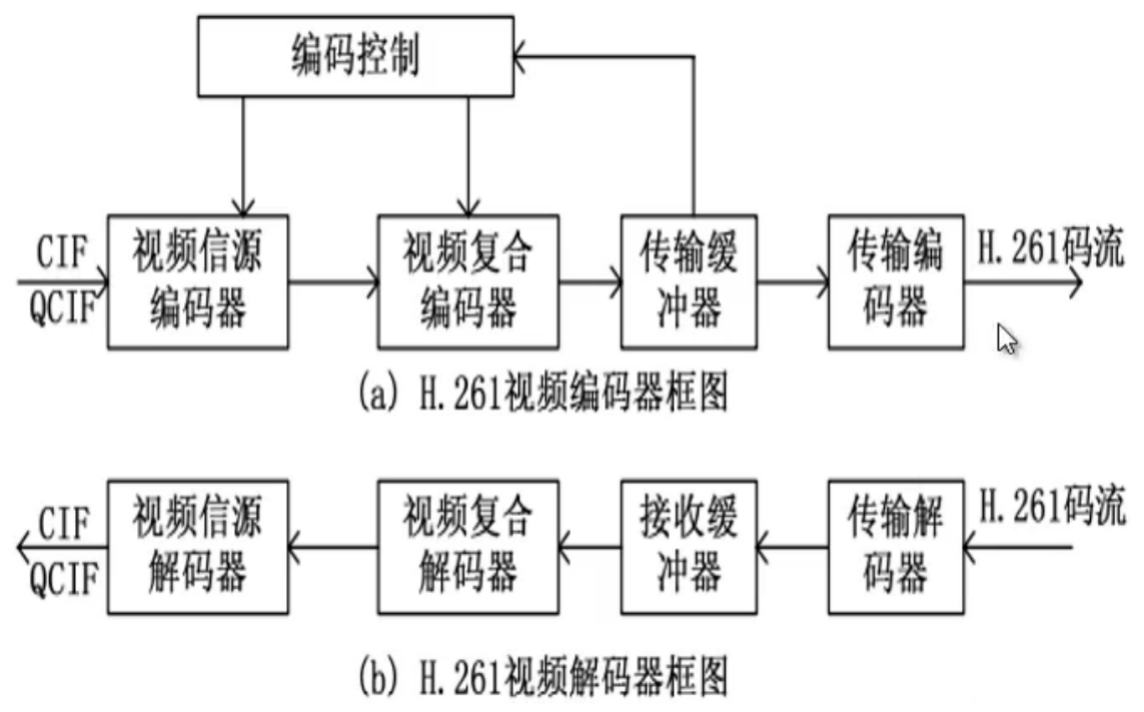 编码控制
CIF
QCIF
视频信源
编码器
视频复合
编码器
传输缓
冲器
传输编
码器
H.261码流
(a) H.261视频编码器框图
CIF
QCIF
视频信源
解码器
视频复合
解码器
接收缓
冲器
传输解
码器
H.261码流
(b) H.261视频解码器框图